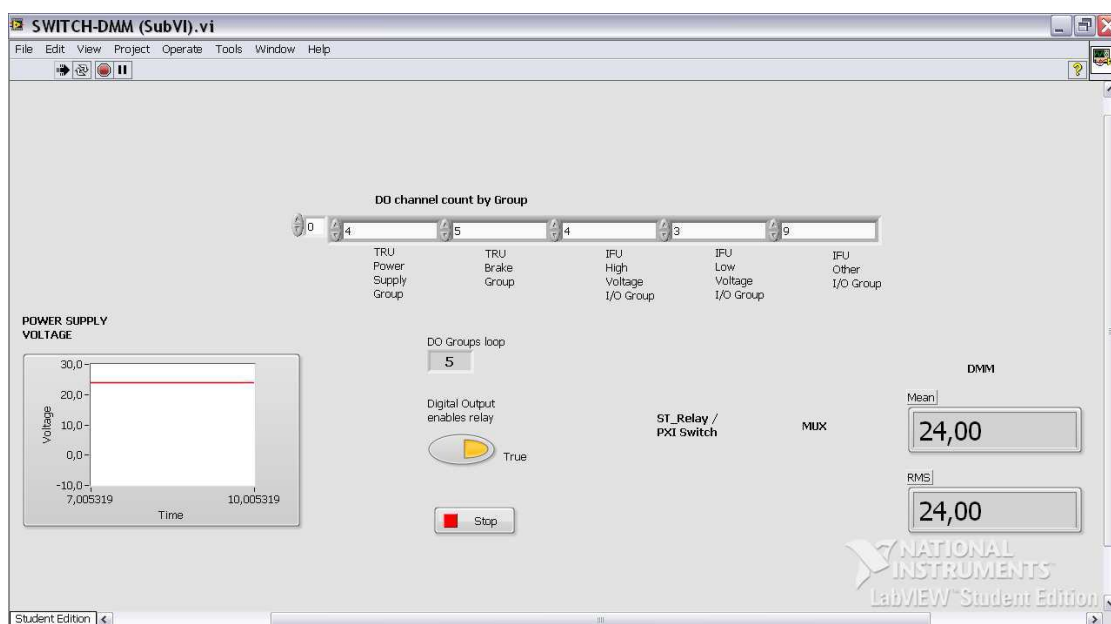 SWITCH-DMM (SubVI).vi
File Edit View Project Operate Tools Window Help
DO channel count by Group
0 4 5 4 3 9
TRU
Power
Supply
Group
TRU
Brake
Group
IFU
High
Voltage
I/O Group
IFU
Low
Voltage
I/O Group
IFU
Other
I/O Group
POWER SUPPLY
VOLTAGE
30,0
20,0
10,0
0,0
-10,0
Voltage
7,005319 10,005319
Time
DO Groups loop
5
Digital Output
enables relay
True
Stop
ST_Relay /
PXI Switch
MUX
DMM
Mean
24,00
RMS
24,00
NATIONAL
INSTRUMENTS
LabVIEW Student Edition
Student Edition